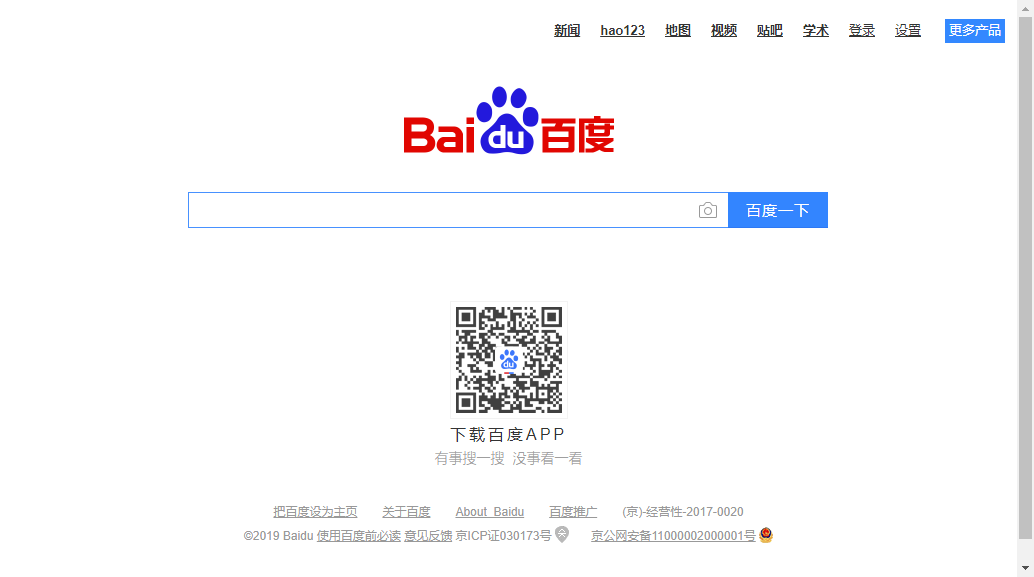 新闻 hao123 地图 视频 贴吧 学术 登录 设置 更多产品
Bai du 百度
百度一下
du
下载百度APP
有事搜一搜 没事看一看
把百度设为主页 关于百度 About Baidu 百度推广 (京)-经营性-2017-0020
©2019 Baidu 使用百度前必读 意见反馈 京ICP证030173号 京公网安备11000002000001号